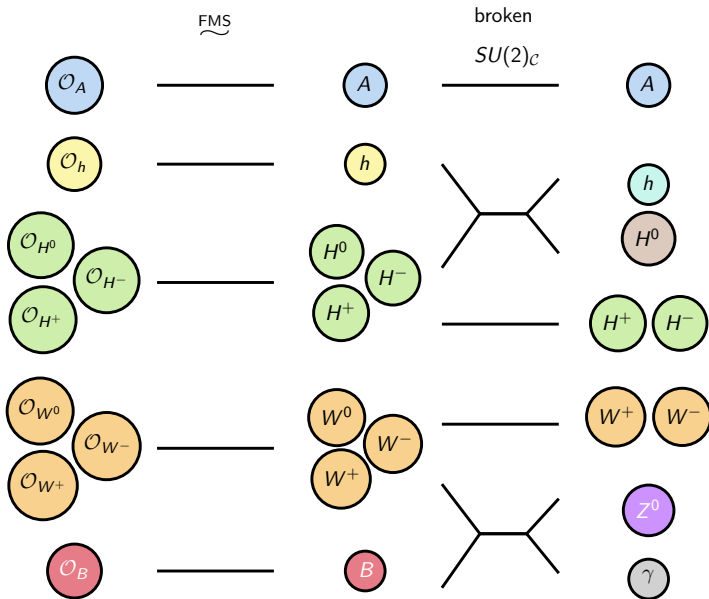 FMS
broken
SU(2)𝒸
𝒪_A A A
𝒪_h h h
𝒪_{H^0} H^0 H^0
𝒪_{H^-} H^-
𝒪_{H^+} H^+ H^+ H^-
𝒪_{W^0} W^0 W^+ W^-
𝒪_{W^-} W^-
𝒪_{W^+} W^+ Z^0
𝒪_B B γ